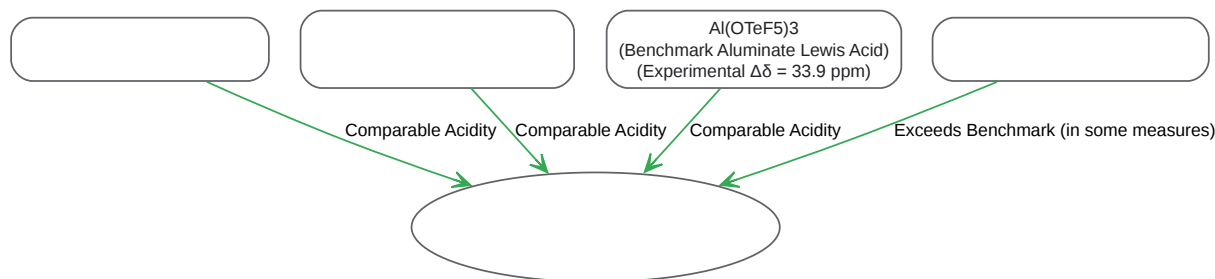 Al(OTeF5)3
(Benchmark Aluminate Lewis Acid)
(Experimental Δδ = 33.9 ppm)
Comparable Acidity
Comparable Acidity
Comparable Acidity
Exceeds Benchmark (in some measures)